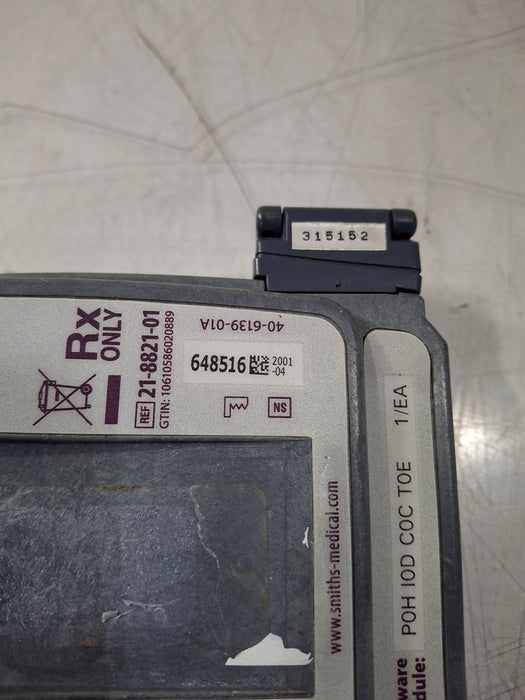 315152
40-6139-01A
Rx
ONLY
REF 21-8821-01
GTIN: 10610586020889
648516 2001
-04
NS
www.smiths-medical.com
POH IOD COC TOE 1/EA
ware
dule: